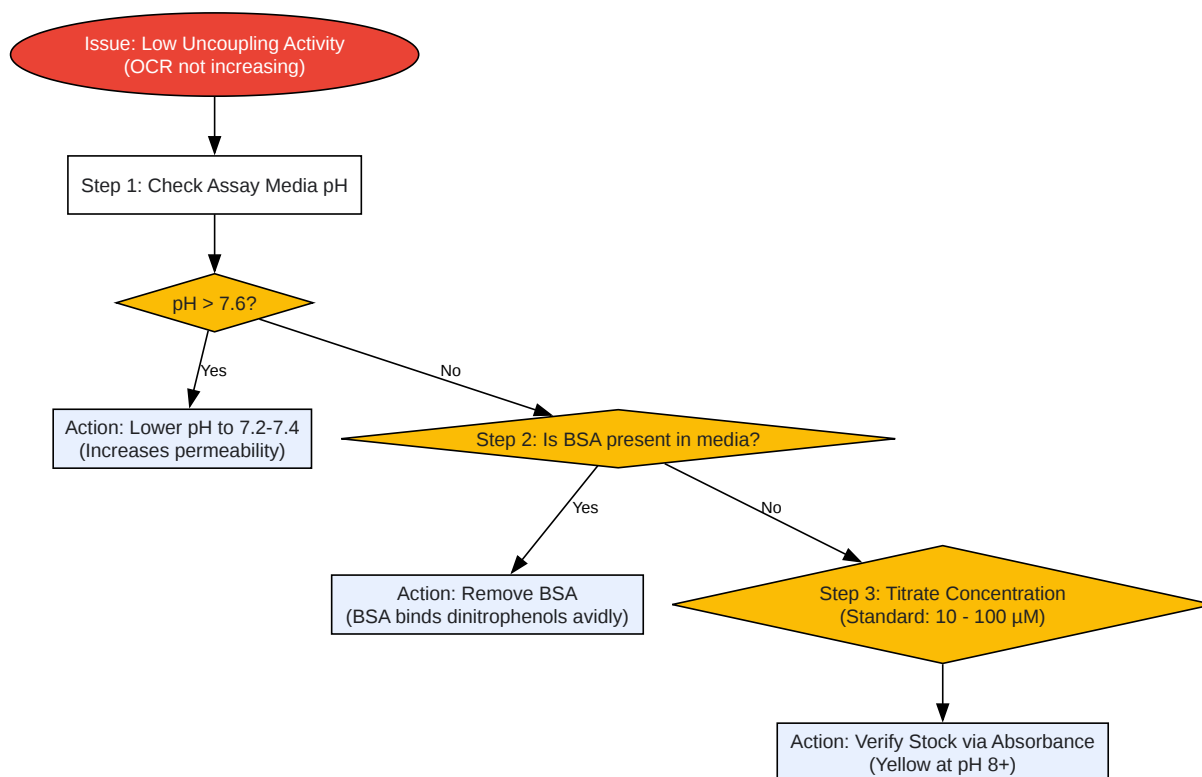 Issue: Low Uncoupling Activity
(OCR not increasing)
Step 1: Check Assay Media pH
pH > 7.6?
Yes
No
Action: Lower pH to 7.2-7.4
(Increases permeability)
Step 2: Is BSA present in media?
Yes
No
Action: Remove BSA
(BSA binds dinitrophenols avidly)
Step 3: Titrate Concentration
(Standard: 10 - 100 µM)
Action: Verify Stock via Absorbance
(Yellow at pH 8+)